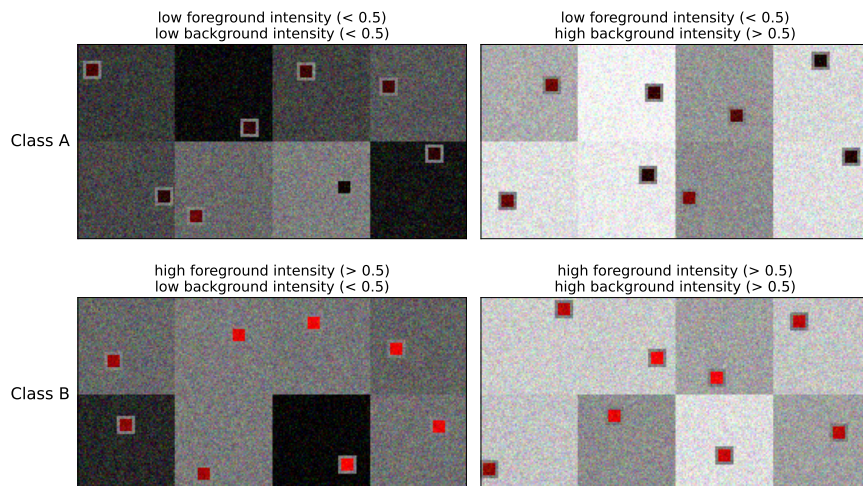 low foreground intensity (< 0.5)
low background intensity (< 0.5)
low foreground intensity (< 0.5)
high background intensity (> 0.5)
Class A
high foreground intensity (> 0.5)
low background intensity (< 0.5)
high foreground intensity (> 0.5)
high background intensity (> 0.5)
Class B